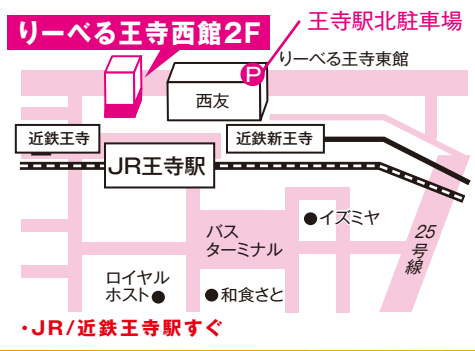 王寺駅北駐車場
りーべる王寺西館2F
りーべる王寺東館
P
西友
近鉄王寺
近鉄新王寺
JR王寺駅
イズミヤ
バス
ターミナル
25号線
ロイヤル
ホスト
和食さと
・JR/近鉄王寺駅すぐ